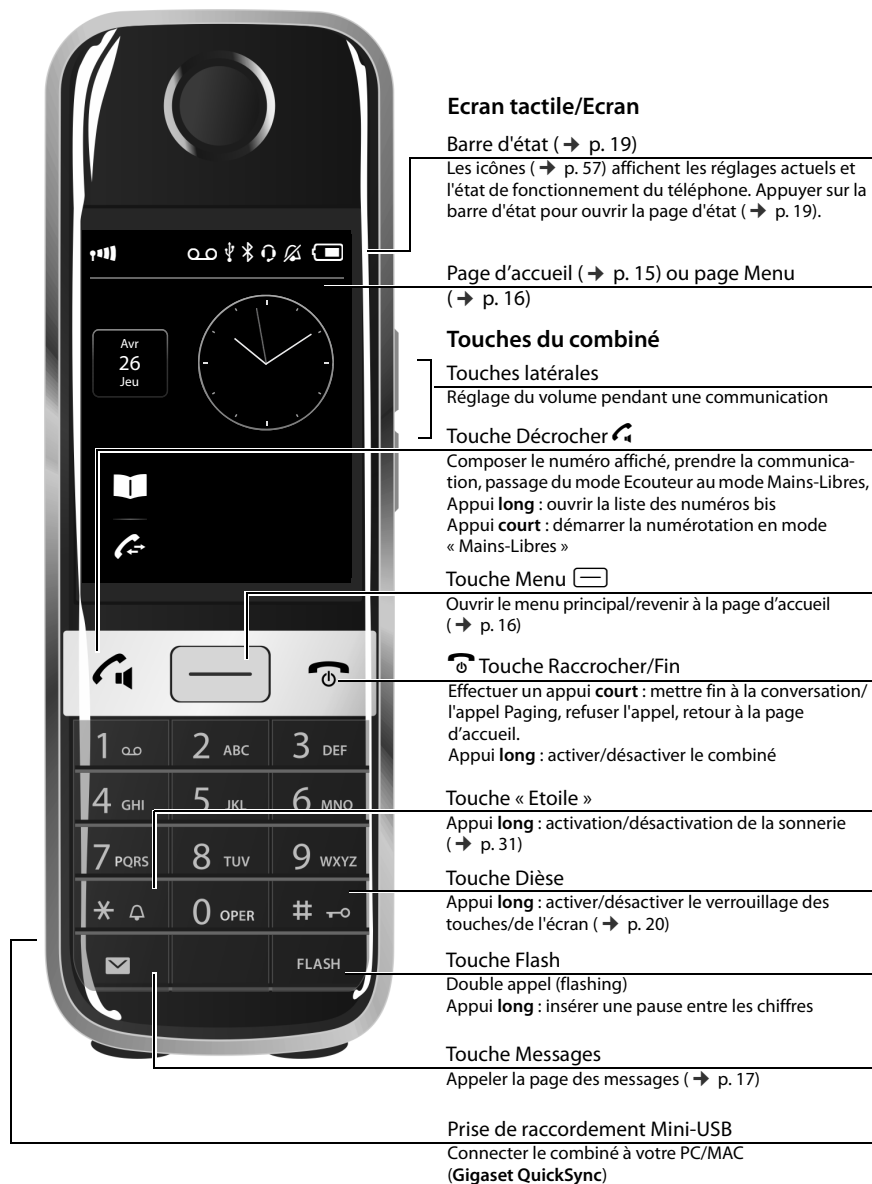 Ecran tactile/Ecran
Barre d'état ( ➔ p. 19)
Les icônes ( ➔ p. 57) affichent les réglages actuels et
l'état de fonctionnement du téléphone. Appuyer sur la
barre d'état pour ouvrir la page d'état ( ➔ p. 19).
Page d’accueil ( ➔ p. 15) ou page Menu
( ➔ p. 16)
Touches du combiné
Touches latérales
Réglage du volume pendant une communication
Touche Décrocher
Composer le numéro affiché, prendre la communica-
tion, passage du mode Ecouteur au mode Mains-Libres,
Appui long : ouvrir la liste des numéros bis
Appui court : démarrer la numérotation en mode
« Mains-Libres »
Touche Menu
Ouvrir le menu principal/revenir à la page d’accueil
( ➔ p. 16)
Touche Raccrocher/Fin
Effectuer un appui court : mettre fin à la conversation/
l'appel Paging, refuser l'appel, retour à la page
d’accueil.
Appui long : activer/désactiver le combiné
Touche « Etoile »
Appui long : activation/désactivation de la sonnerie
( ➔ p. 31)
Touche Dièse
Appui long : activer/désactiver le verrouillage des
touches/de l'écran ( ➔ p. 20)
Touche Flash
Double appel (flashing)
Appui long : insérer une pause entre les chiffres
Touche Messages
Appeler la page des messages ( ➔ p. 17)
Prise de raccordement Mini-USB
Connecter le combiné à votre PC/MAC
(Gigaset QuickSync)
Avr
26
Jeu
1
2 ABC
3 DEF
4 GHI
5 JKL
6 MNO
7 PQRS
8 TUV
9 WXYZ
*
0 OPER
#
FLASH